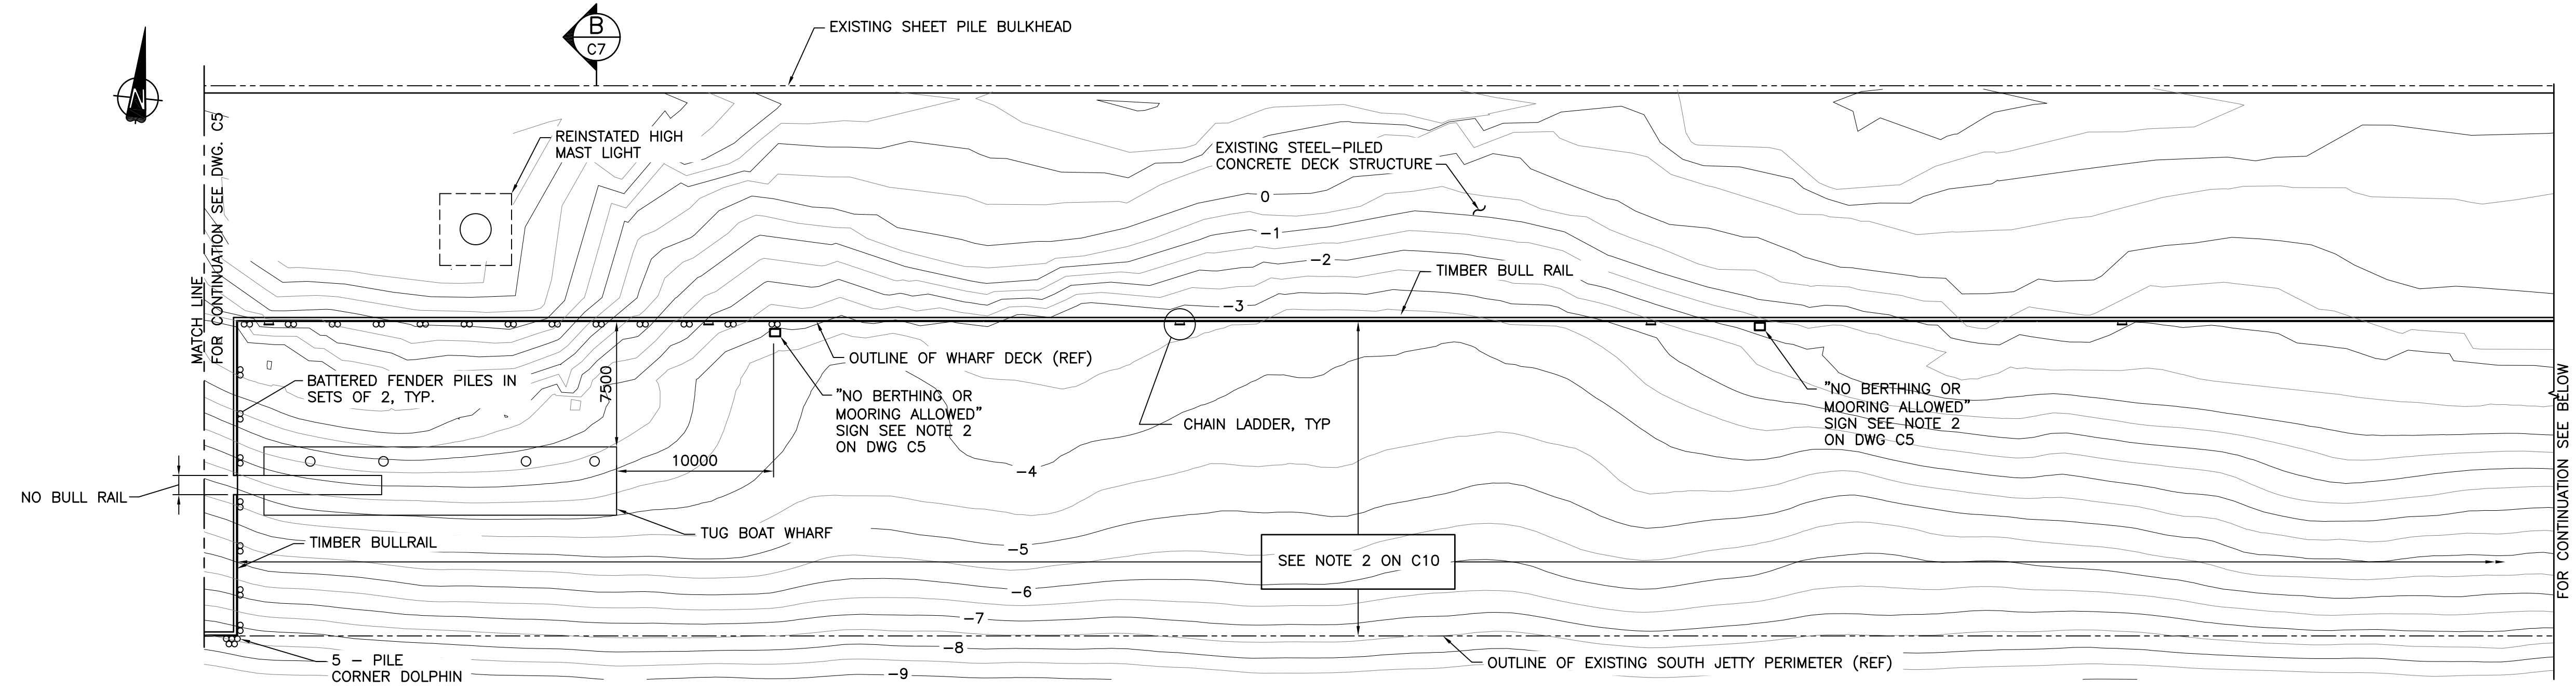 B
C7
EXISTING SHEET PILE BULKHEAD
N
REINSTATED HIGH
MAST LIGHT
EXISTING STEEL-PILED
CONCRETE DECK STRUCTURE
MATCH LINE
FOR CONTINUATION SEE DWG. C5
0
-1
-2
-3
TIMBER BULL RAIL
OUTLINE OF WHARF DECK (REF)
BATTERED FENDER PILES IN
SETS OF 2, TYP.
7500
"NO BERTHING OR
MOORING ALLOWED"
SIGN SEE NOTE 2
ON DWG C5
CHAIN LADDER, TYP
"NO BERTHING OR
MOORING ALLOWED"
SIGN SEE NOTE 2
ON DWG C5
10000
-4
NO BULL RAIL
TUG BOAT WHARF
TIMBER BULLRAIL
-5
SEE NOTE 2 ON C10
-6
-7
-8
-9
5 - PILE
CORNER DOLPHIN
OUTLINE OF EXISTING SOUTH JETTY PERIMETER (REF)
FOR CONTINUATION SEE BELOW